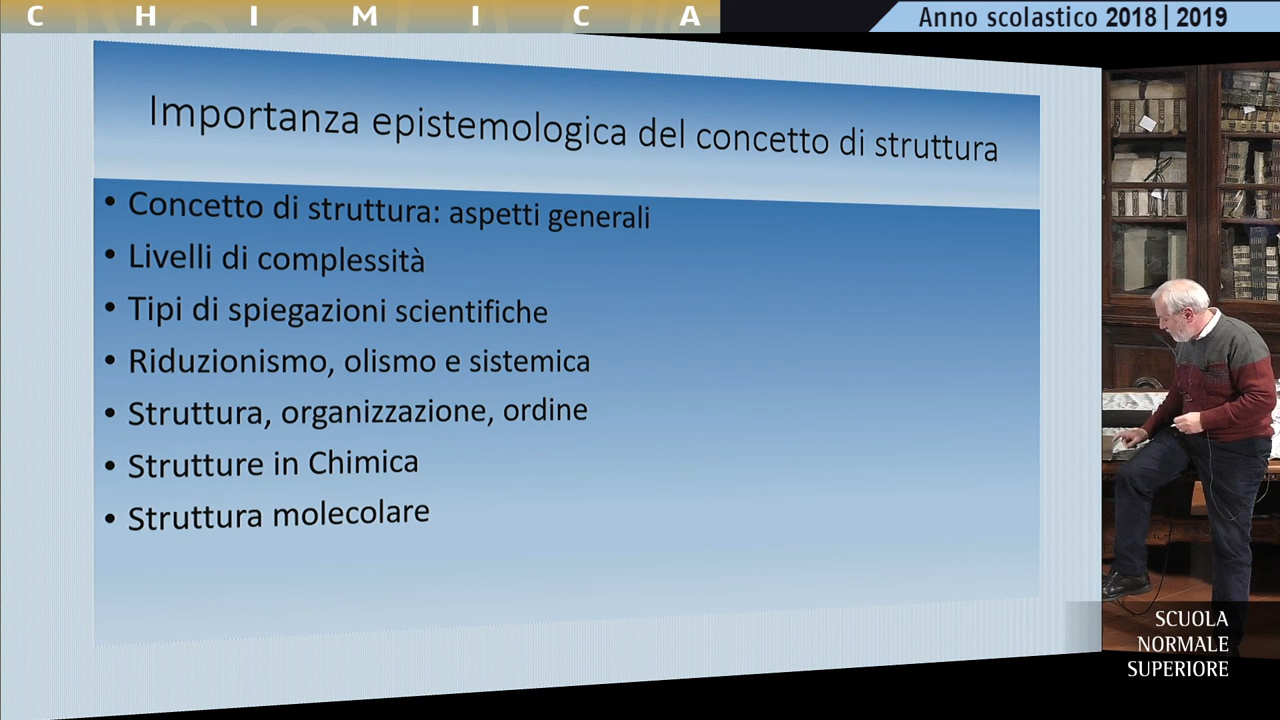 CHIMICA
Anno scolastico 2018 | 2019
Importanza epistemologica del concetto di struttura
• Concetto di struttura: aspetti generali
• Livelli di complessità
• Tipi di spiegazioni scientifiche
• Riduzionismo, olismo e sistemica
• Struttura, organizzazione, ordine
• Strutture in Chimica
• Struttura molecolare
SCUOLA
NORMALE
SUPERIORE